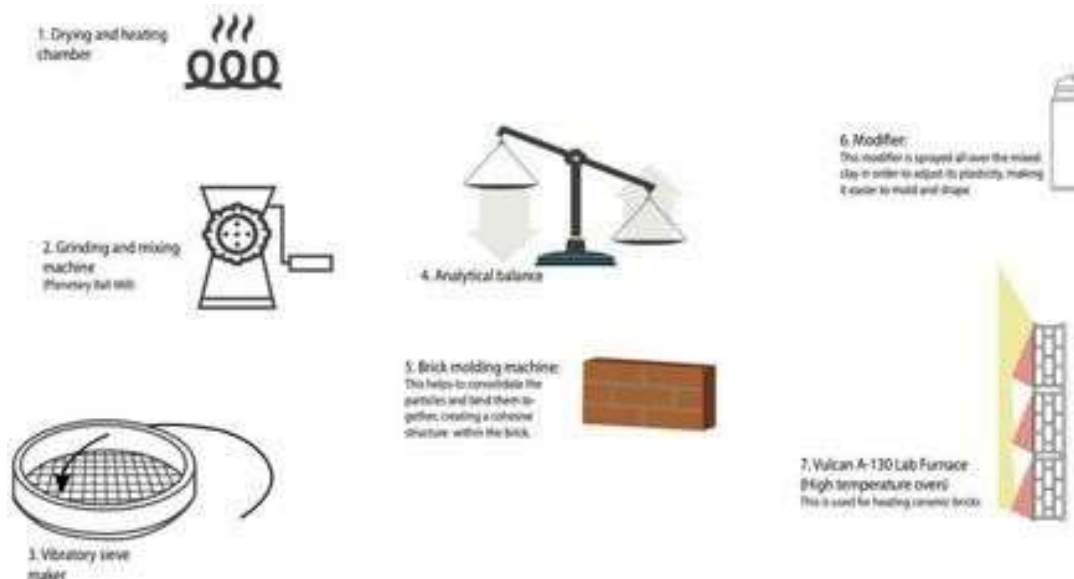 1. Drying and heating
chamber
2. Grinding and mixing
machine
(Planetary Ball Mill)
3. Vibratory sieve
maker
4. Analytical balance
5. Brick molding machine:
This helps to consolidate the
particles and bind them to-
gether, creating a cohesive
structure within the brick.
6. Modifier:
This modifier is sprayed all over the mixed
clay in order to adjust its plasticity, making
it easier to mold and shape
7. Vulcan A-130 Lab Furnace
(High temperature oven)
This is used for heating ceramic bricks